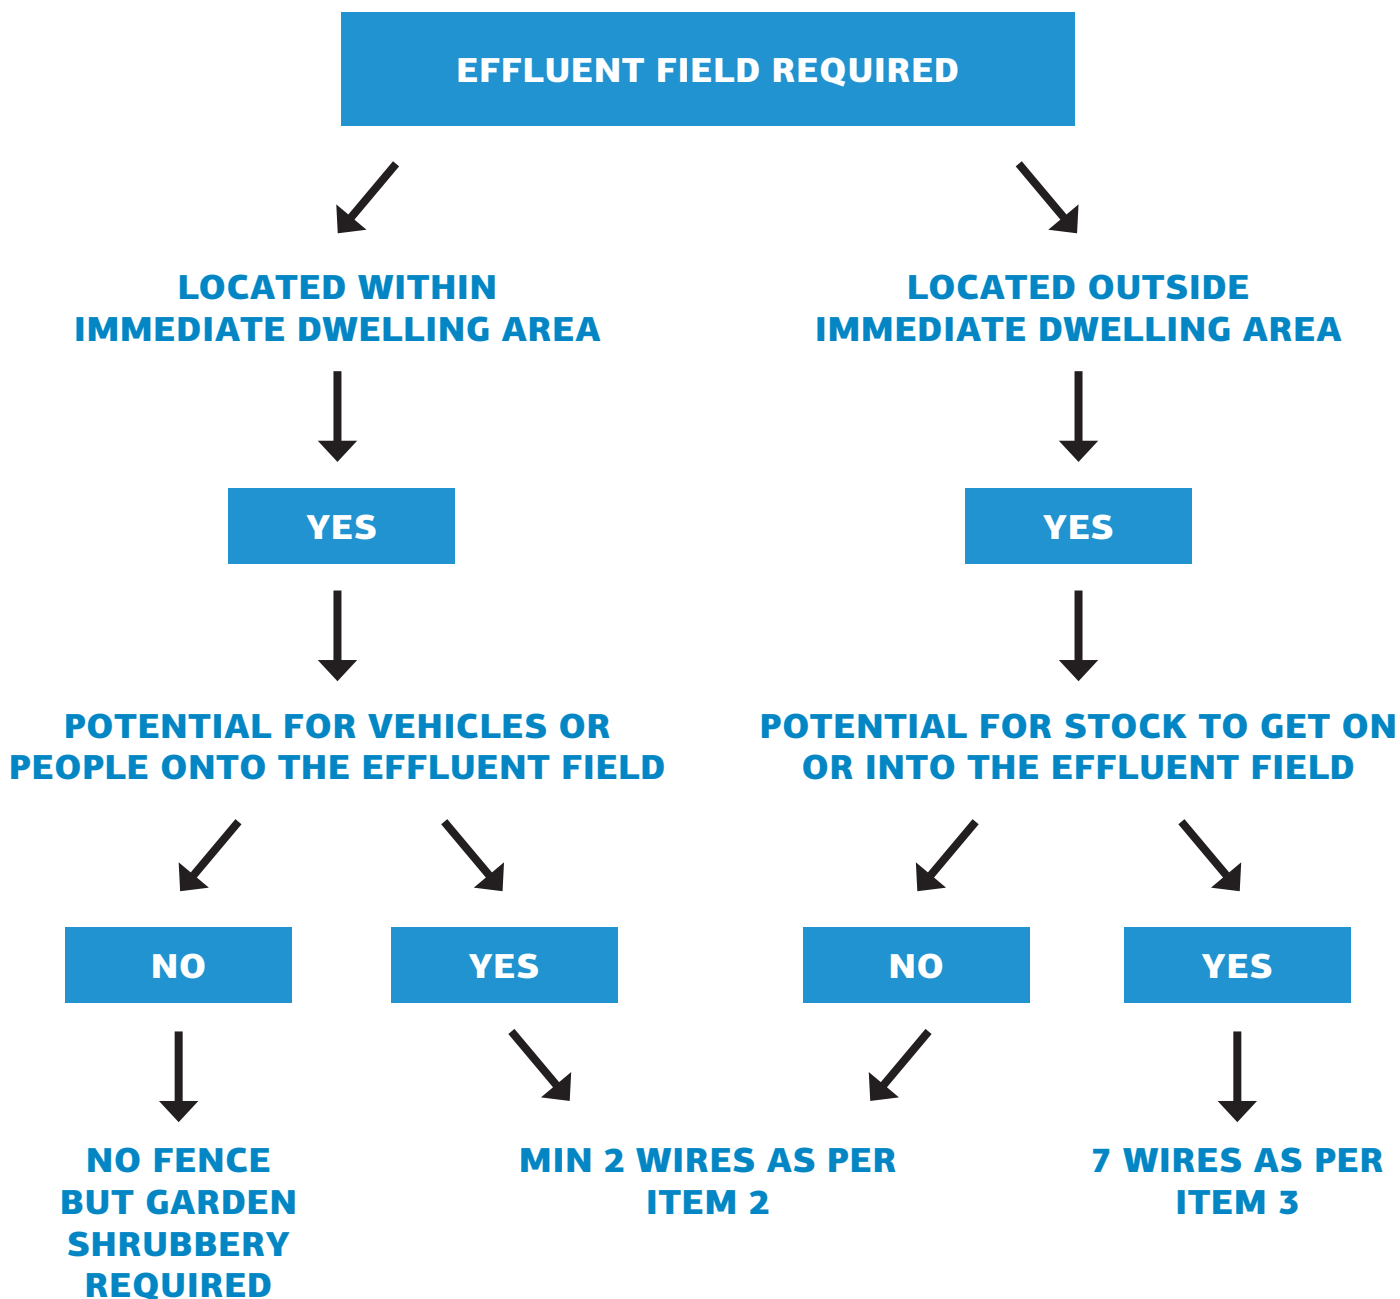 EFFLUENT FIELD REQUIRED
LOCATED WITHIN
IMMEDIATE DWELLING AREA
LOCATED OUTSIDE
IMMEDIATE DWELLING AREA
YES
YES
POTENTIAL FOR VEHICLES OR
PEOPLE ONTO THE EFFLUENT FIELD
POTENTIAL FOR STOCK TO GET ON
OR INTO THE EFFLUENT FIELD
NO
YES
NO
YES
NO FENCE
BUT GARDEN
SHRUBBERY
REQUIRED
MIN 2 WIRES AS PER
ITEM 2
7 WIRES AS PER
ITEM 3